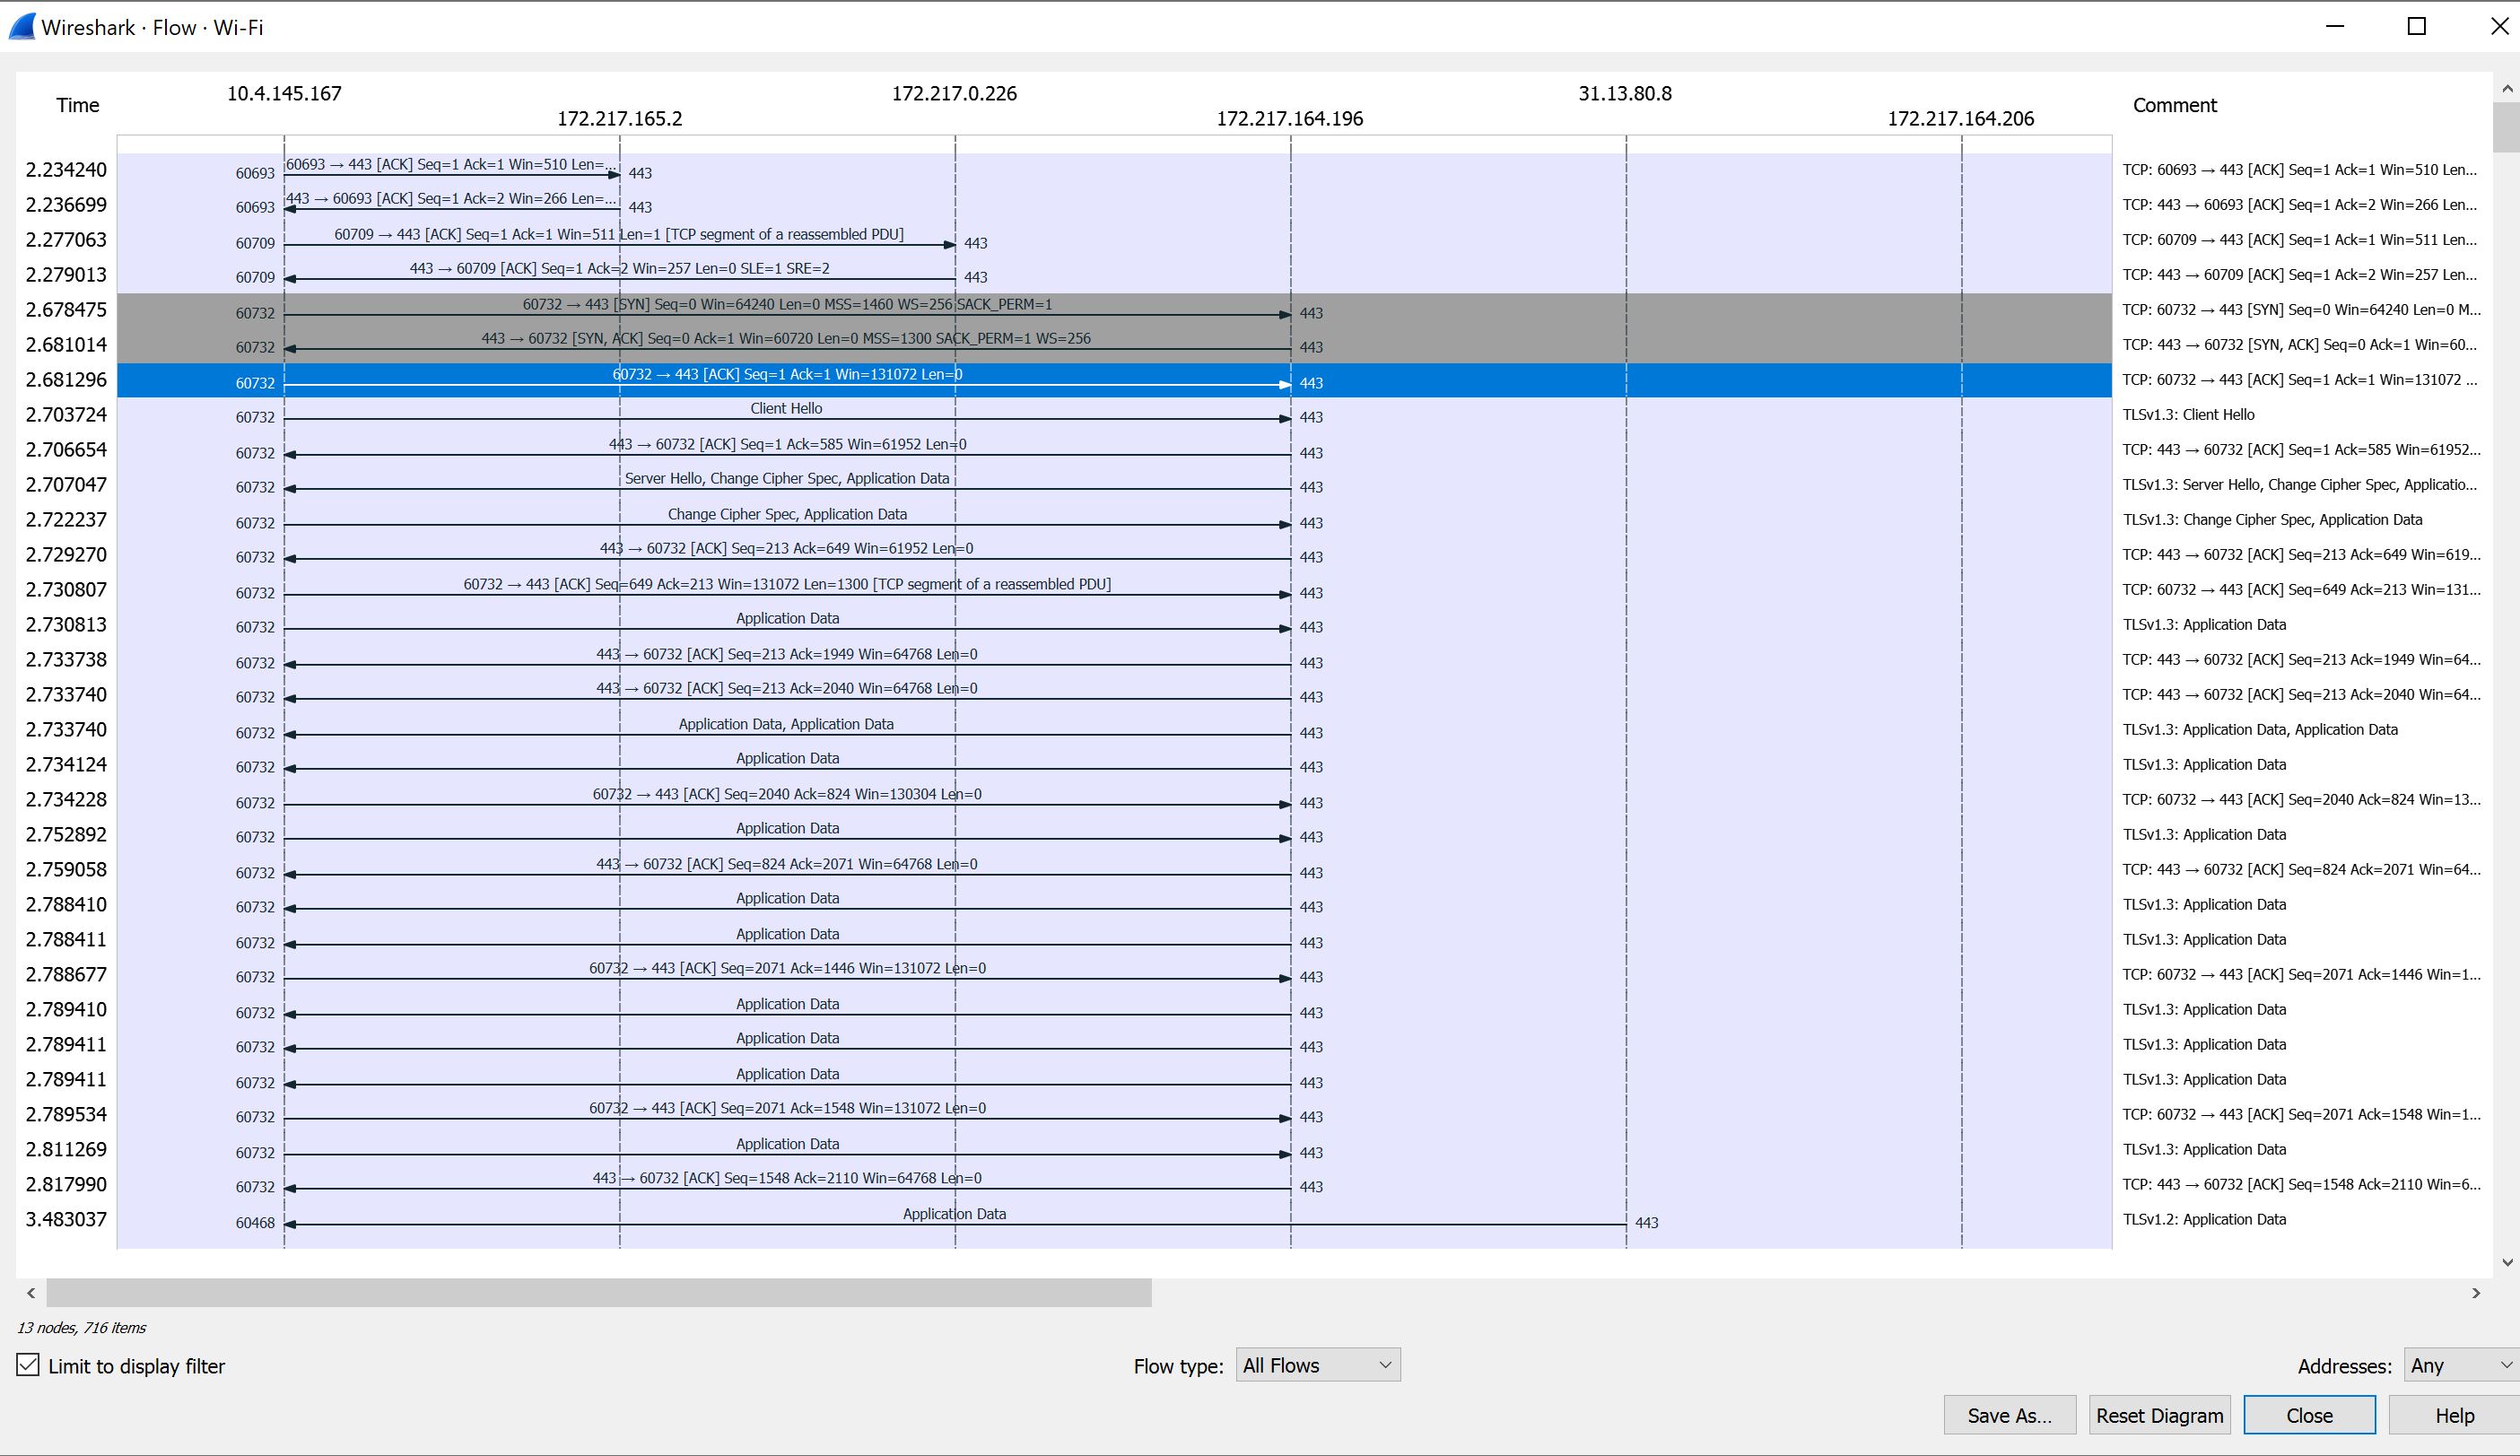 Wireshark · Flow · Wi-Fi
Time 10.4.145.167 172.217.0.226 31.13.80.8 Comment
172.217.165.2 172.217.164.196 172.217.164.206
2.234240 60693 60693 → 443 [ACK] Seq=1 Ack=1 Win=510 Len=... 443 TCP: 60693 → 443 [ACK] Seq=1 Ack=1 Win=510 Len...
2.236699 60693 443 → 60693 [ACK] Seq=1 Ack=2 Win=266 Len=... 443 TCP: 443 → 60693 [ACK] Seq=1 Ack=2 Win=266 Len...
2.277063 60709 60709 → 443 [ACK] Seq=1 Ack=1 Win=511 Len=1 [TCP segment of a reassembled PDU] 443 TCP: 60709 → 443 [ACK] Seq=1 Ack=1 Win=511 Len...
2.279013 60709 443 → 60709 [ACK] Seq=1 Ack=2 Win=257 Len=0 SLE=1 SRE=2 443 TCP: 443 → 60709 [ACK] Seq=1 Ack=2 Win=257 Len...
2.678475 60732 60732 → 443 [SYN] Seq=0 Win=64240 Len=0 MSS=1460 WS=256 SACK_PERM=1 443 TCP: 60732 → 443 [SYN] Seq=0 Win=64240 Len=0 M...
2.681014 60732 443 → 60732 [SYN, ACK] Seq=0 Ack=1 Win=60720 Len=0 MSS=1300 SACK_PERM=1 WS=256 443 TCP: 443 → 60732 [SYN, ACK] Seq=0 Ack=1 Win=60...
2.681296 60732 60732 → 443 [ACK] Seq=1 Ack=1 Win=131072 Len=0 443 TCP: 60732 → 443 [ACK] Seq=1 Ack=1 Win=131072 ...
2.703724 60732 Client Hello 443 TLSv1.3: Client Hello
2.706654 60732 443 → 60732 [ACK] Seq=1 Ack=585 Win=61952 Len=0 443 TCP: 443 → 60732 [ACK] Seq=1 Ack=585 Win=61952...
2.707047 60732 Server Hello, Change Cipher Spec, Application Data 443 TLSv1.3: Server Hello, Change Cipher Spec, Applicatio...
2.722237 60732 Change Cipher Spec, Application Data 443 TLSv1.3: Change Cipher Spec, Application Data
2.729270 60732 443 → 60732 [ACK] Seq=213 Ack=649 Win=61952 Len=0 443 TCP: 443 → 60732 [ACK] Seq=213 Ack=649 Win=619...
2.730807 60732 60732 → 443 [ACK] Seq=649 Ack=213 Win=131072 Len=1300 [TCP segment of a reassembled PDU] 443 TCP: 60732 → 443 [ACK] Seq=649 Ack=213 Win=131...
2.730813 60732 Application Data 443 TLSv1.3: Application Data
2.733738 60732 443 → 60732 [ACK] Seq=213 Ack=1949 Win=64768 Len=0 443 TCP: 443 → 60732 [ACK] Seq=213 Ack=1949 Win=64...
2.733740 60732 443 → 60732 [ACK] Seq=213 Ack=2040 Win=64768 Len=0 443 TCP: 443 → 60732 [ACK] Seq=213 Ack=2040 Win=64...
2.733740 60732 Application Data, Application Data 443 TLSv1.3: Application Data, Application Data
2.734124 60732 Application Data 443 TLSv1.3: Application Data
2.734228 60732 60732 → 443 [ACK] Seq=2040 Ack=824 Win=130304 Len=0 443 TCP: 60732 → 443 [ACK] Seq=2040 Ack=824 Win=13...
2.752892 60732 Application Data 443 TLSv1.3: Application Data
2.759058 60732 443 → 60732 [ACK] Seq=824 Ack=2071 Win=64768 Len=0 443 TCP: 443 → 60732 [ACK] Seq=824 Ack=2071 Win=64...
2.788410 60732 Application Data 443 TLSv1.3: Application Data
2.788411 60732 Application Data 443 TLSv1.3: Application Data
2.788677 60732 60732 → 443 [ACK] Seq=2071 Ack=1446 Win=131072 Len=0 443 TCP: 60732 → 443 [ACK] Seq=2071 Ack=1446 Win=1...
2.789410 60732 Application Data 443 TLSv1.3: Application Data
2.789411 60732 Application Data 443 TLSv1.3: Application Data
2.789411 60732 Application Data 443 TLSv1.3: Application Data
2.789534 60732 60732 → 443 [ACK] Seq=2071 Ack=1548 Win=131072 Len=0 443 TCP: 60732 → 443 [ACK] Seq=2071 Ack=1548 Win=1...
2.811269 60732 Application Data 443 TLSv1.3: Application Data
2.817990 60732 443 → 60732 [ACK] Seq=1548 Ack=2110 Win=64768 Len=0 443 TCP: 443 → 60732 [ACK] Seq=1548 Ack=2110 Win=6...
3.483037 60468 Application Data 443 TLSv1.2: Application Data
13 nodes, 716 items
Limit to display filter Flow type: All Flows Addresses: Any
Save As... Reset Diagram Close Help